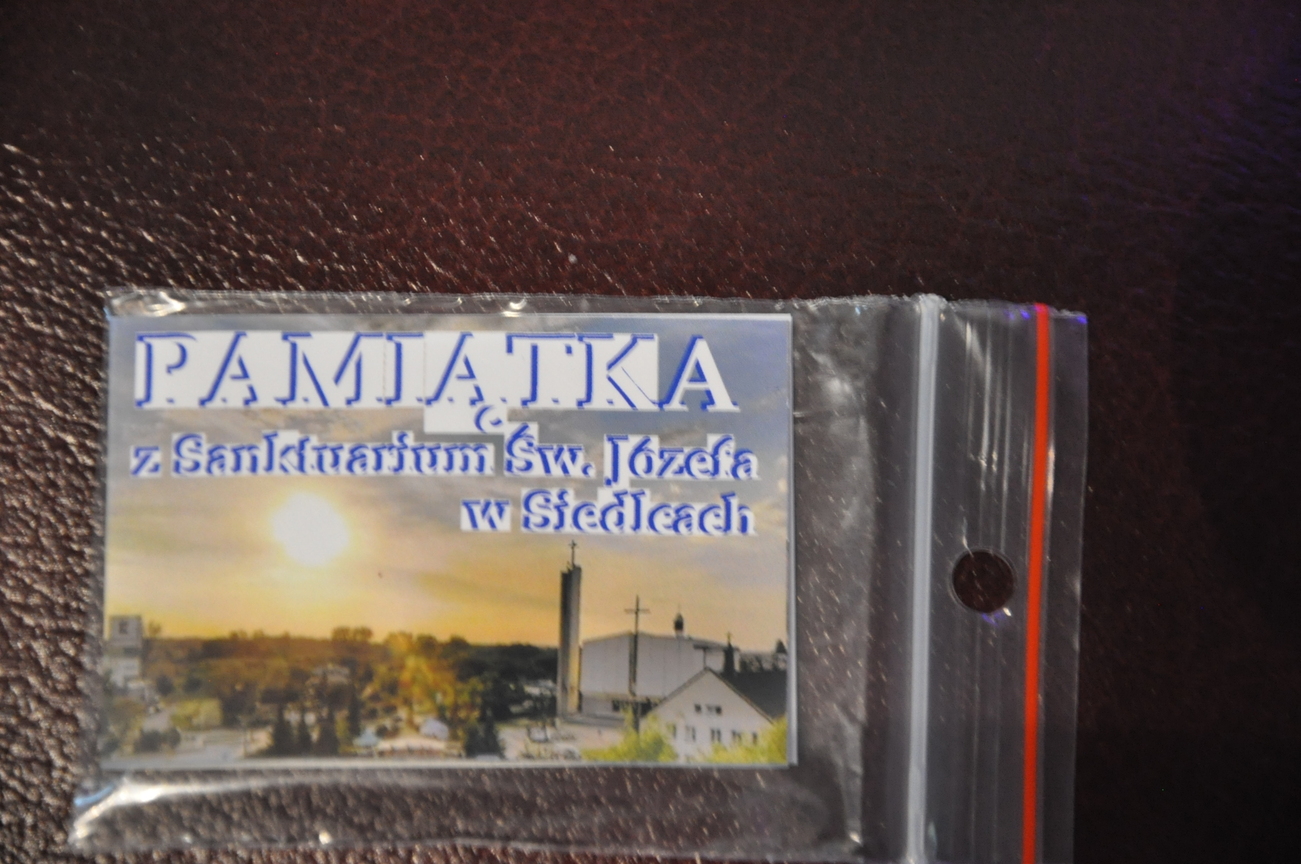 PAMIĄTKA
z Sanktuarium Św. Józefa
w Siedlcach